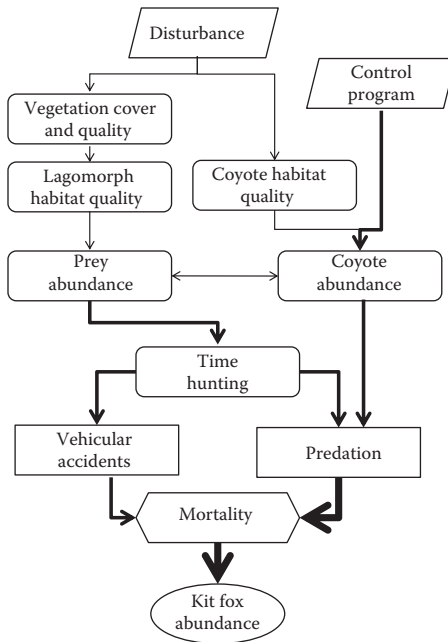 Disturbance
Control
program
Vegetation cover
and quality
Lagomorph
habitat quality
Coyote habitat
quality
Prey
abundance
Coyote
abundance
Time
hunting
Vehicular
accidents
Predation
Mortality
Kit fox
abundance